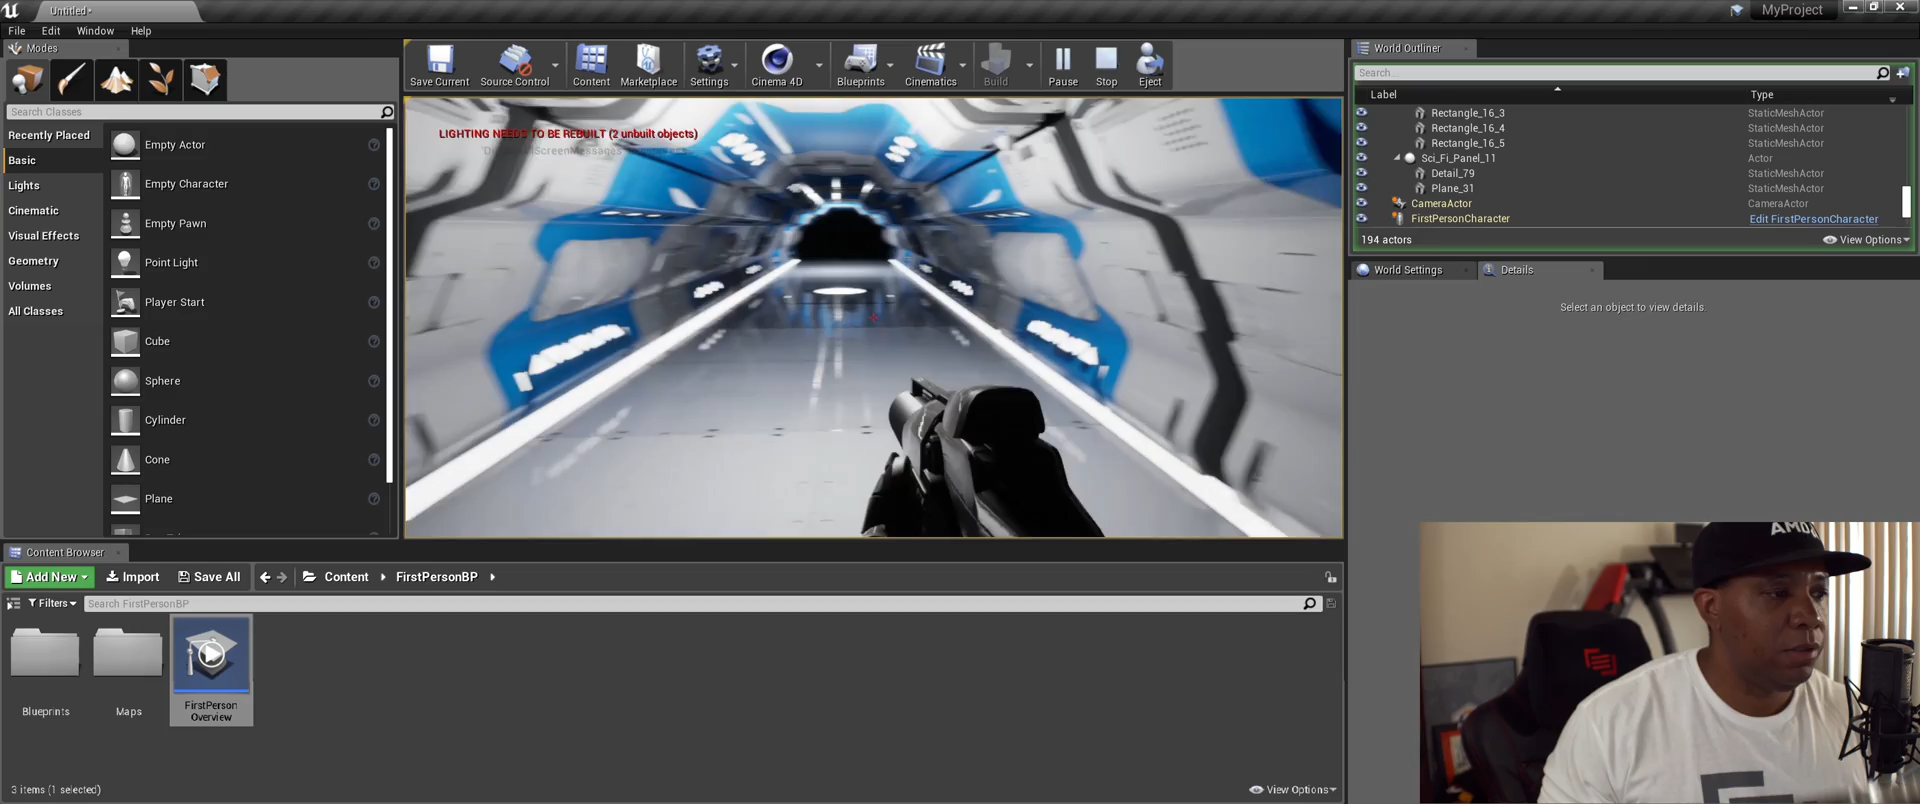 Untitled*
MyProject
File Edit Window Help
Modes
World Outliner
Save Current
Source Control
Content
Marketplace
Settings
Cinema 4D
Blueprints
Cinematics
Build
Pause
Stop
Eject
Search Classes
Recently Placed
Basic
Lights
Cinematic
Visual Effects
Geometry
Volumes
All Classes
Empty Actor
Empty Character
Empty Pawn
Point Light
Player Start
Cube
Sphere
Cylinder
Cone
Plane
LIGHTING NEEDS TO BE REBUILT (2 unbuilt objects)
Search...
Label Type
Rectangle_16_3 StaticMeshActor
Rectangle_16_4 StaticMeshActor
Rectangle_16_5 StaticMeshActor
Sci_Fi_Panel_11 Actor
Detail_79 StaticMeshActor
Plane_31 StaticMeshActor
CameraActor CameraActor
FirstPersonCharacter Edit FirstPersonCharacter
194 actors View Options
World Settings Details
Select an object to view details.
Content Browser
Add New Import Save All Content FirstPersonBP
Filters Search FirstPersonBP
Blueprints
Maps
FirstPerson
Overview
3 items (1 selected) View Options